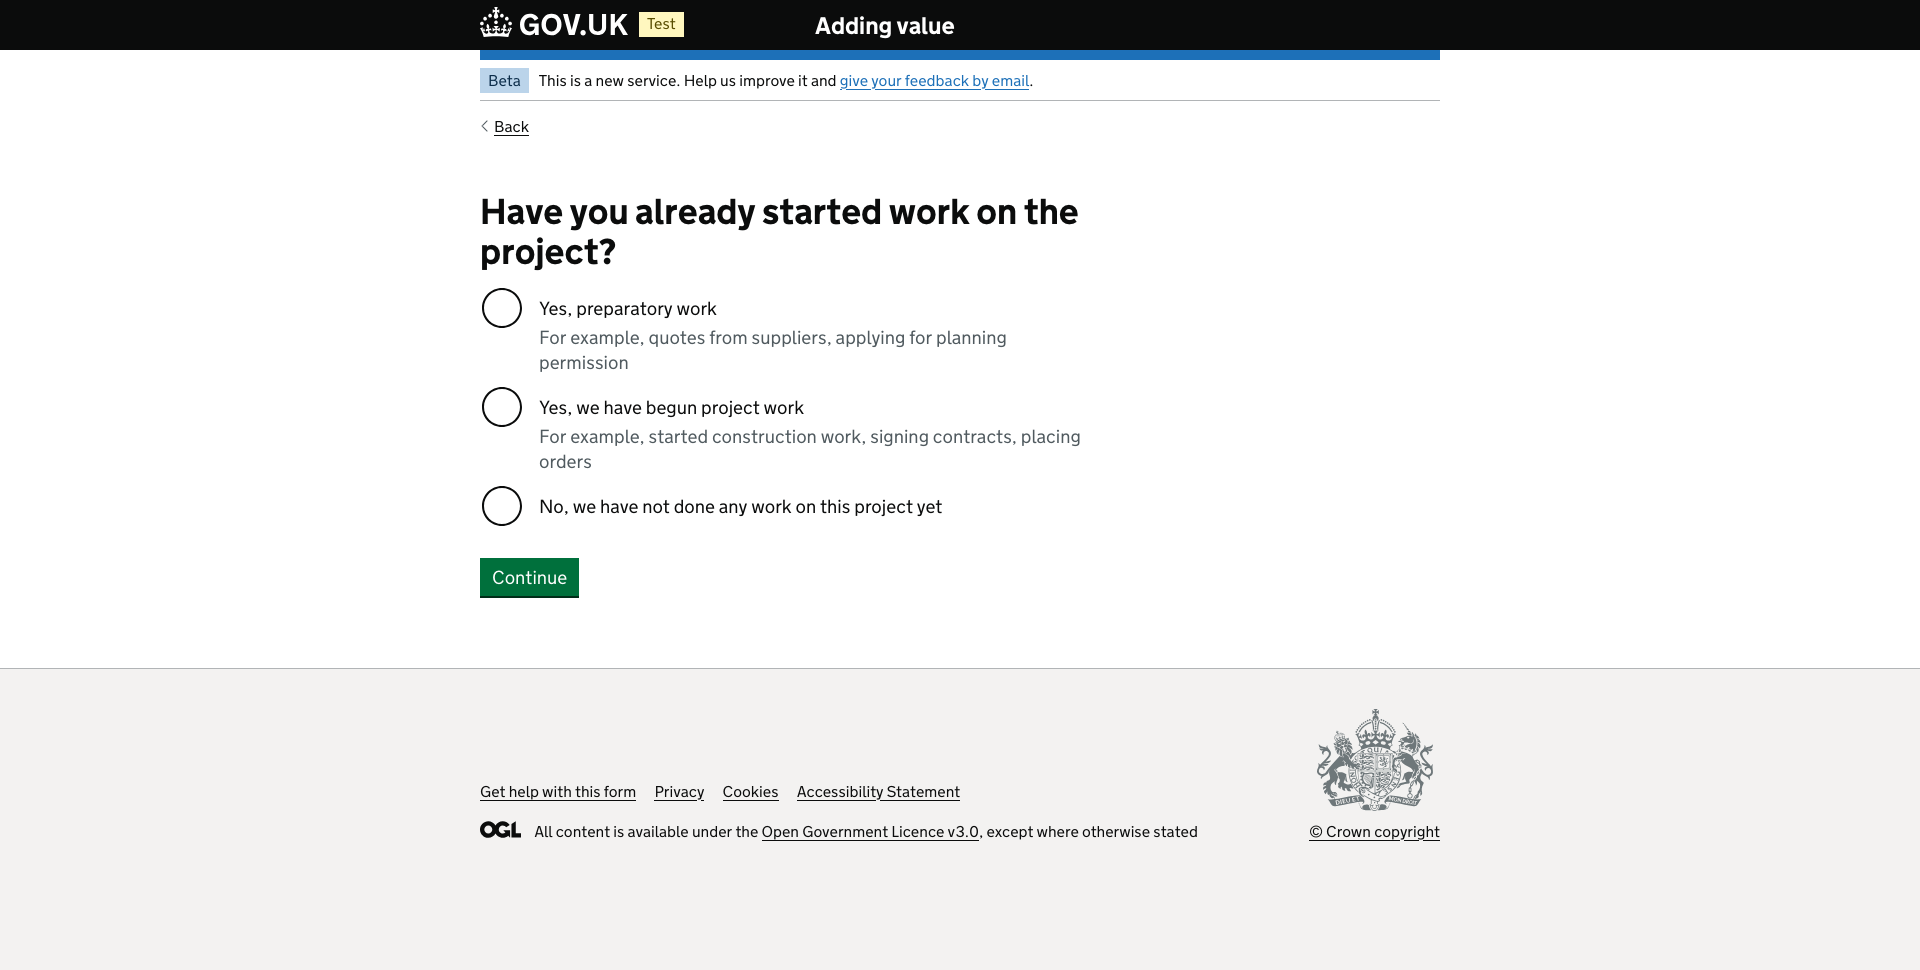 GOV.UK Test Adding value
Beta This is a new service. Help us improve it and give your feedback by email.
Back
Have you already started work on the
project?
Yes, preparatory work
For example, quotes from suppliers, applying for planning
permission
Yes, we have begun project work
For example, started construction work, signing contracts, placing
orders
No, we have not done any work on this project yet
Continue
Get help with this form Privacy Cookies Accessibility Statement
OGL All content is available under the Open Government Licence v3.0, except where otherwise stated
© Crown copyright